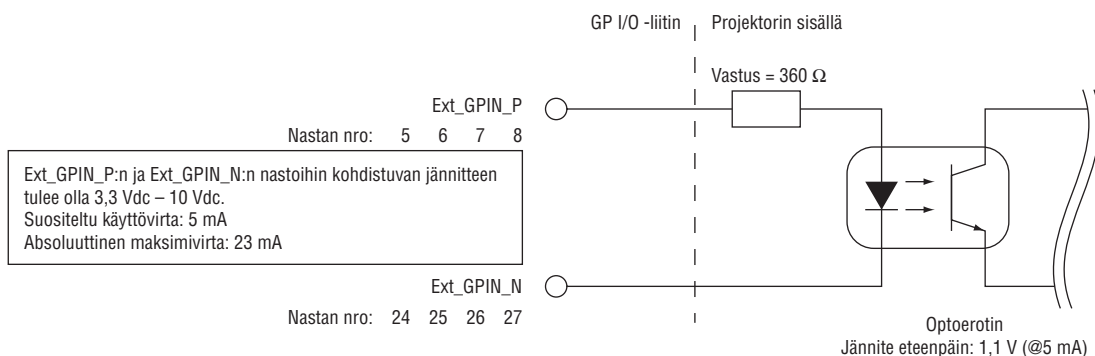 GP I/O -liitin
Projektorin sisällä
Vastus = 360 Ω
Ext_GPIN_P
Nastan nro: 5 6 7 8
Ext_GPIN_P:n ja Ext_GPIN_N:n nastoihin kohdistuvan jännitteen
tulee olla 3,3 Vdc – 10 Vdc.
Suositeltu käyttövirta: 5 mA
Absoluuttinen maksimivirta: 23 mA
Ext_GPIN_N
Nastan nro: 24 25 26 27
Optoerotin
Jännite eteenpäin: 1,1 V (@5 mA)